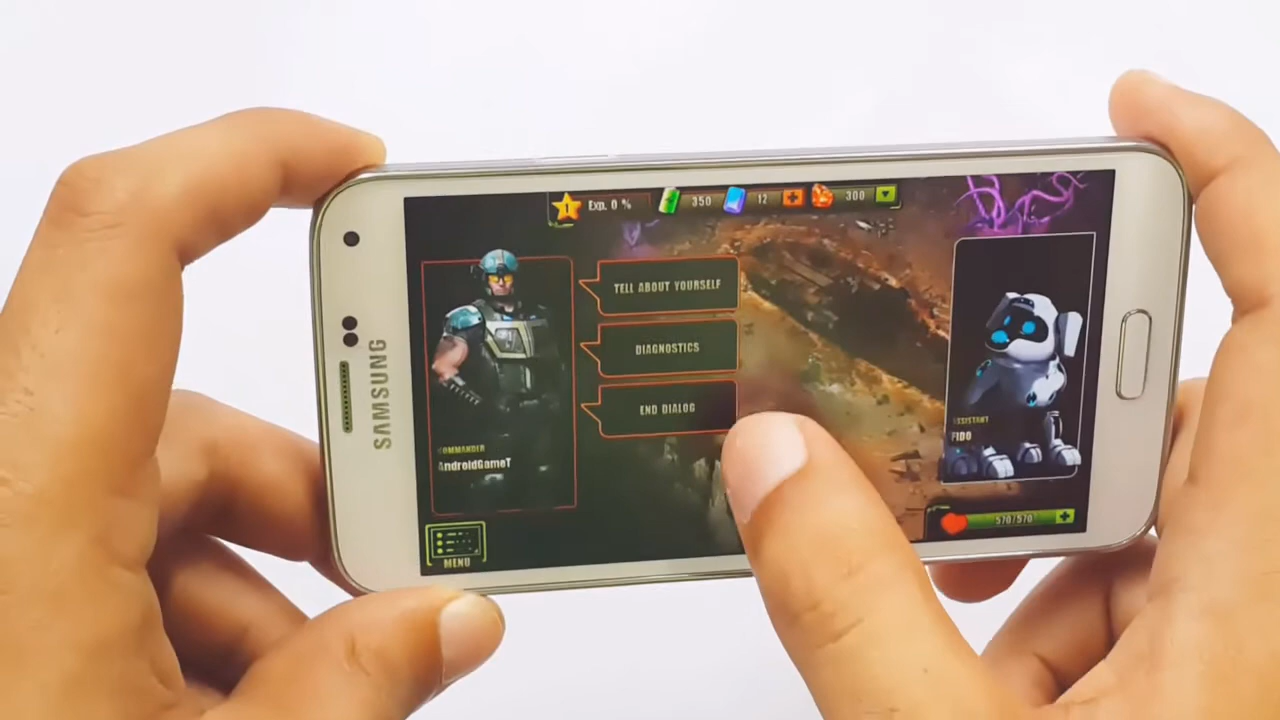 SAMSUNG
1 Exp. 0 % 350 12 300
TELL ABOUT YOURSELF
DIAGNOSTICS
END DIALOG
COMMANDER
AndroidGameT
ASSISTANT
FIDO
MENU
570/570